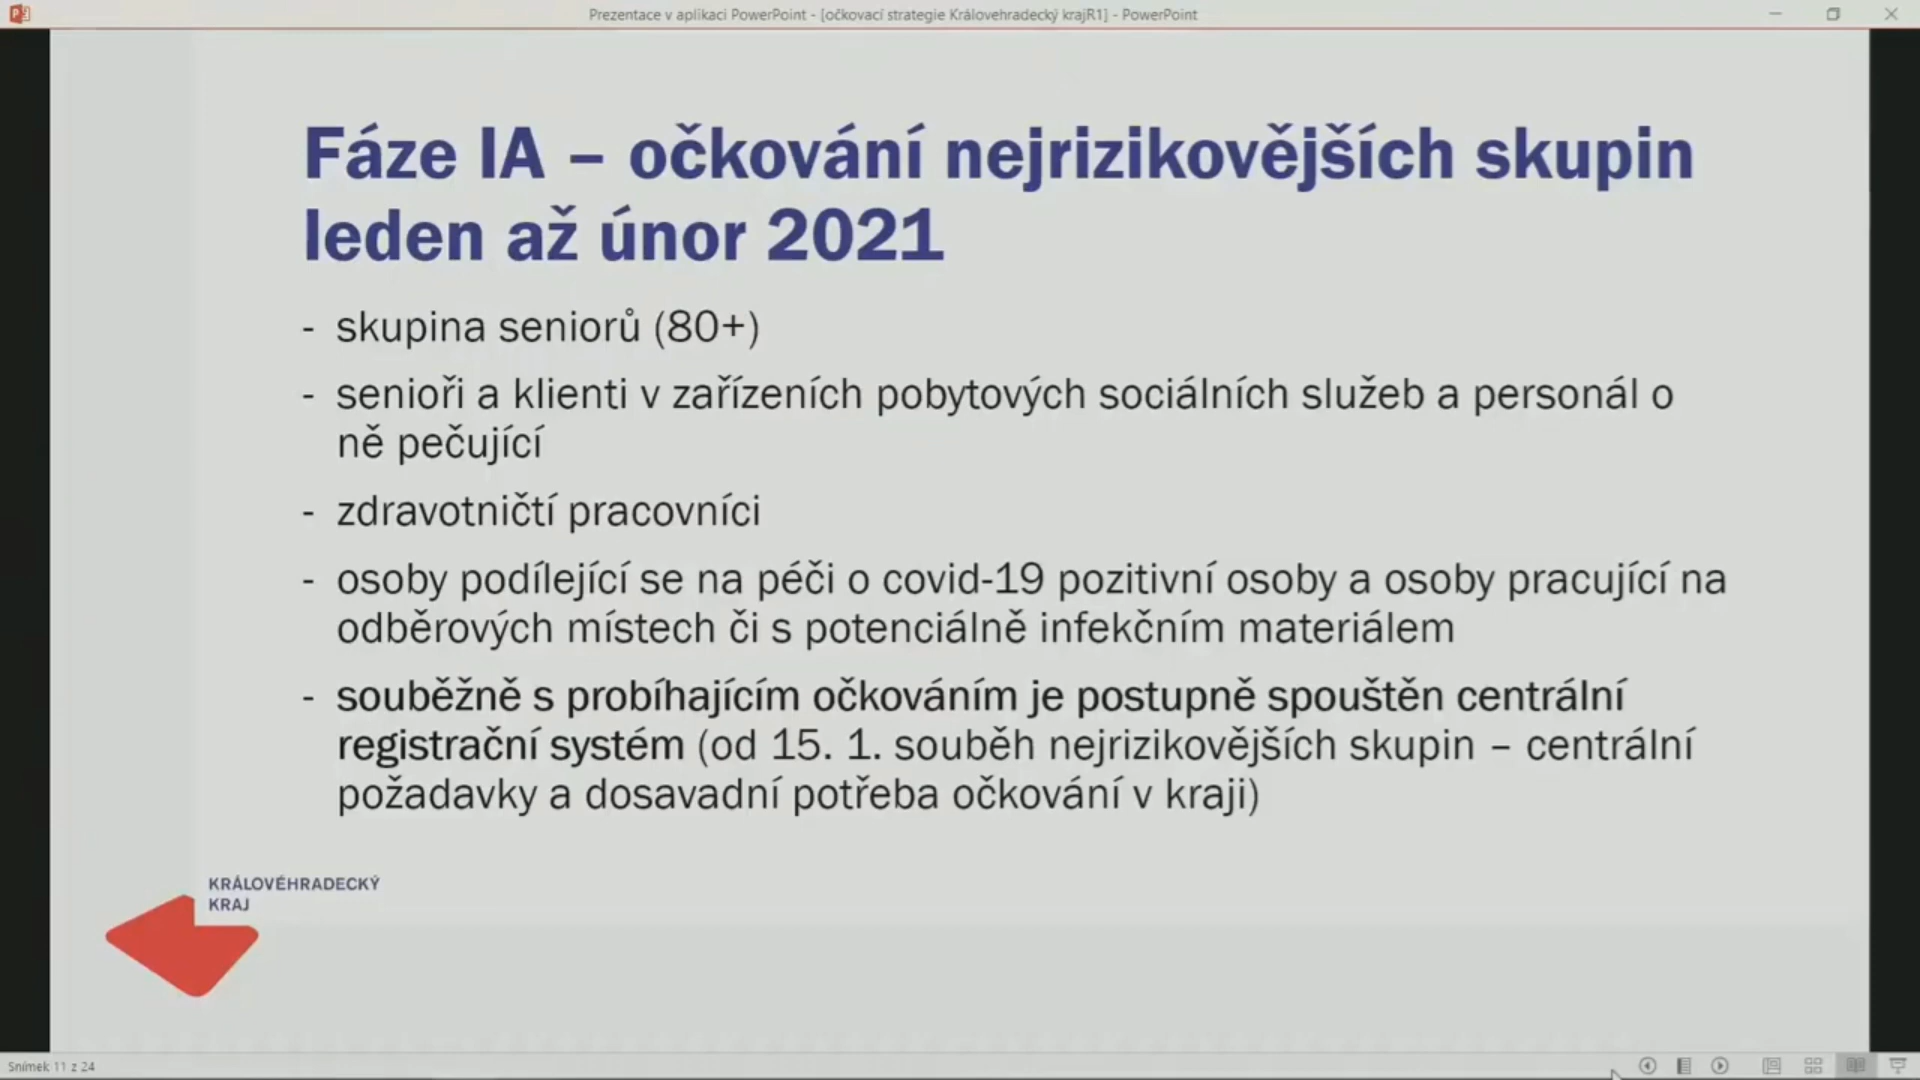 Prezentace v aplikaci PowerPoint - [očkovací strategie Královehradecký krajR1] - PowerPoint
Fáze IA – očkování nejrizikovějších skupin
leden až únor 2021
- skupina seniorů (80+)
- senioři a klienti v zařízeních pobytových sociálních služeb a personál o
ně pečující
- zdravotničtí pracovníci
- osoby podílející se na péči o covid-19 pozitivní osoby a osoby pracující na
odběrových místech či s potenciálně infekčním materiálem
- souběžně s probíhajícím očkováním je postupně spouštěn centrální
registrační systém (od 15. 1. souběh nejrizikovějších skupin – centrální
požadavky a dosavadní potřeba očkování v kraji)
KRÁLOVÉHRADECKÝ
KRAJ
Snímek 11 z 24